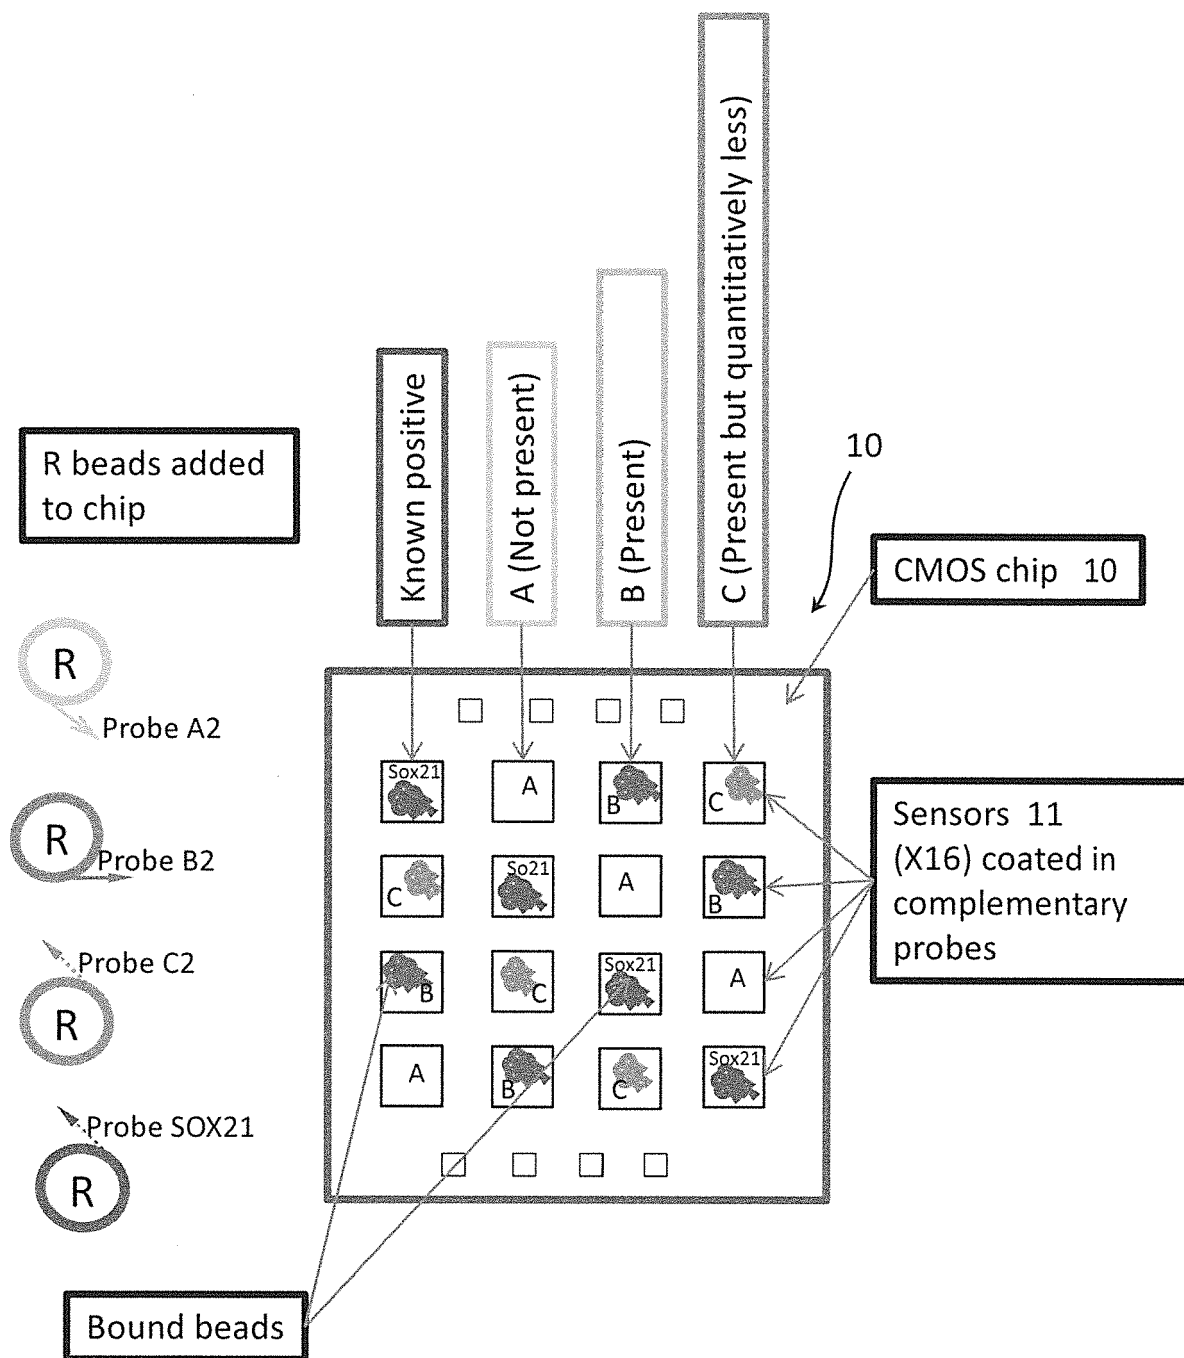 Known positive
A (Not present)
B (Present)
C (Present but quantitatively less)
R beads added
to chip
10
CMOS chip 10
R
Probe A2
Sox21
A
B
C
Sensors 11
(X16) coated in
complementary
probes
R
Probe B2
C
So21
A
B
Probe C2
R
B
C
Sox21
A
A
B
C
Sox21
Probe SOX21
R
Bound beads